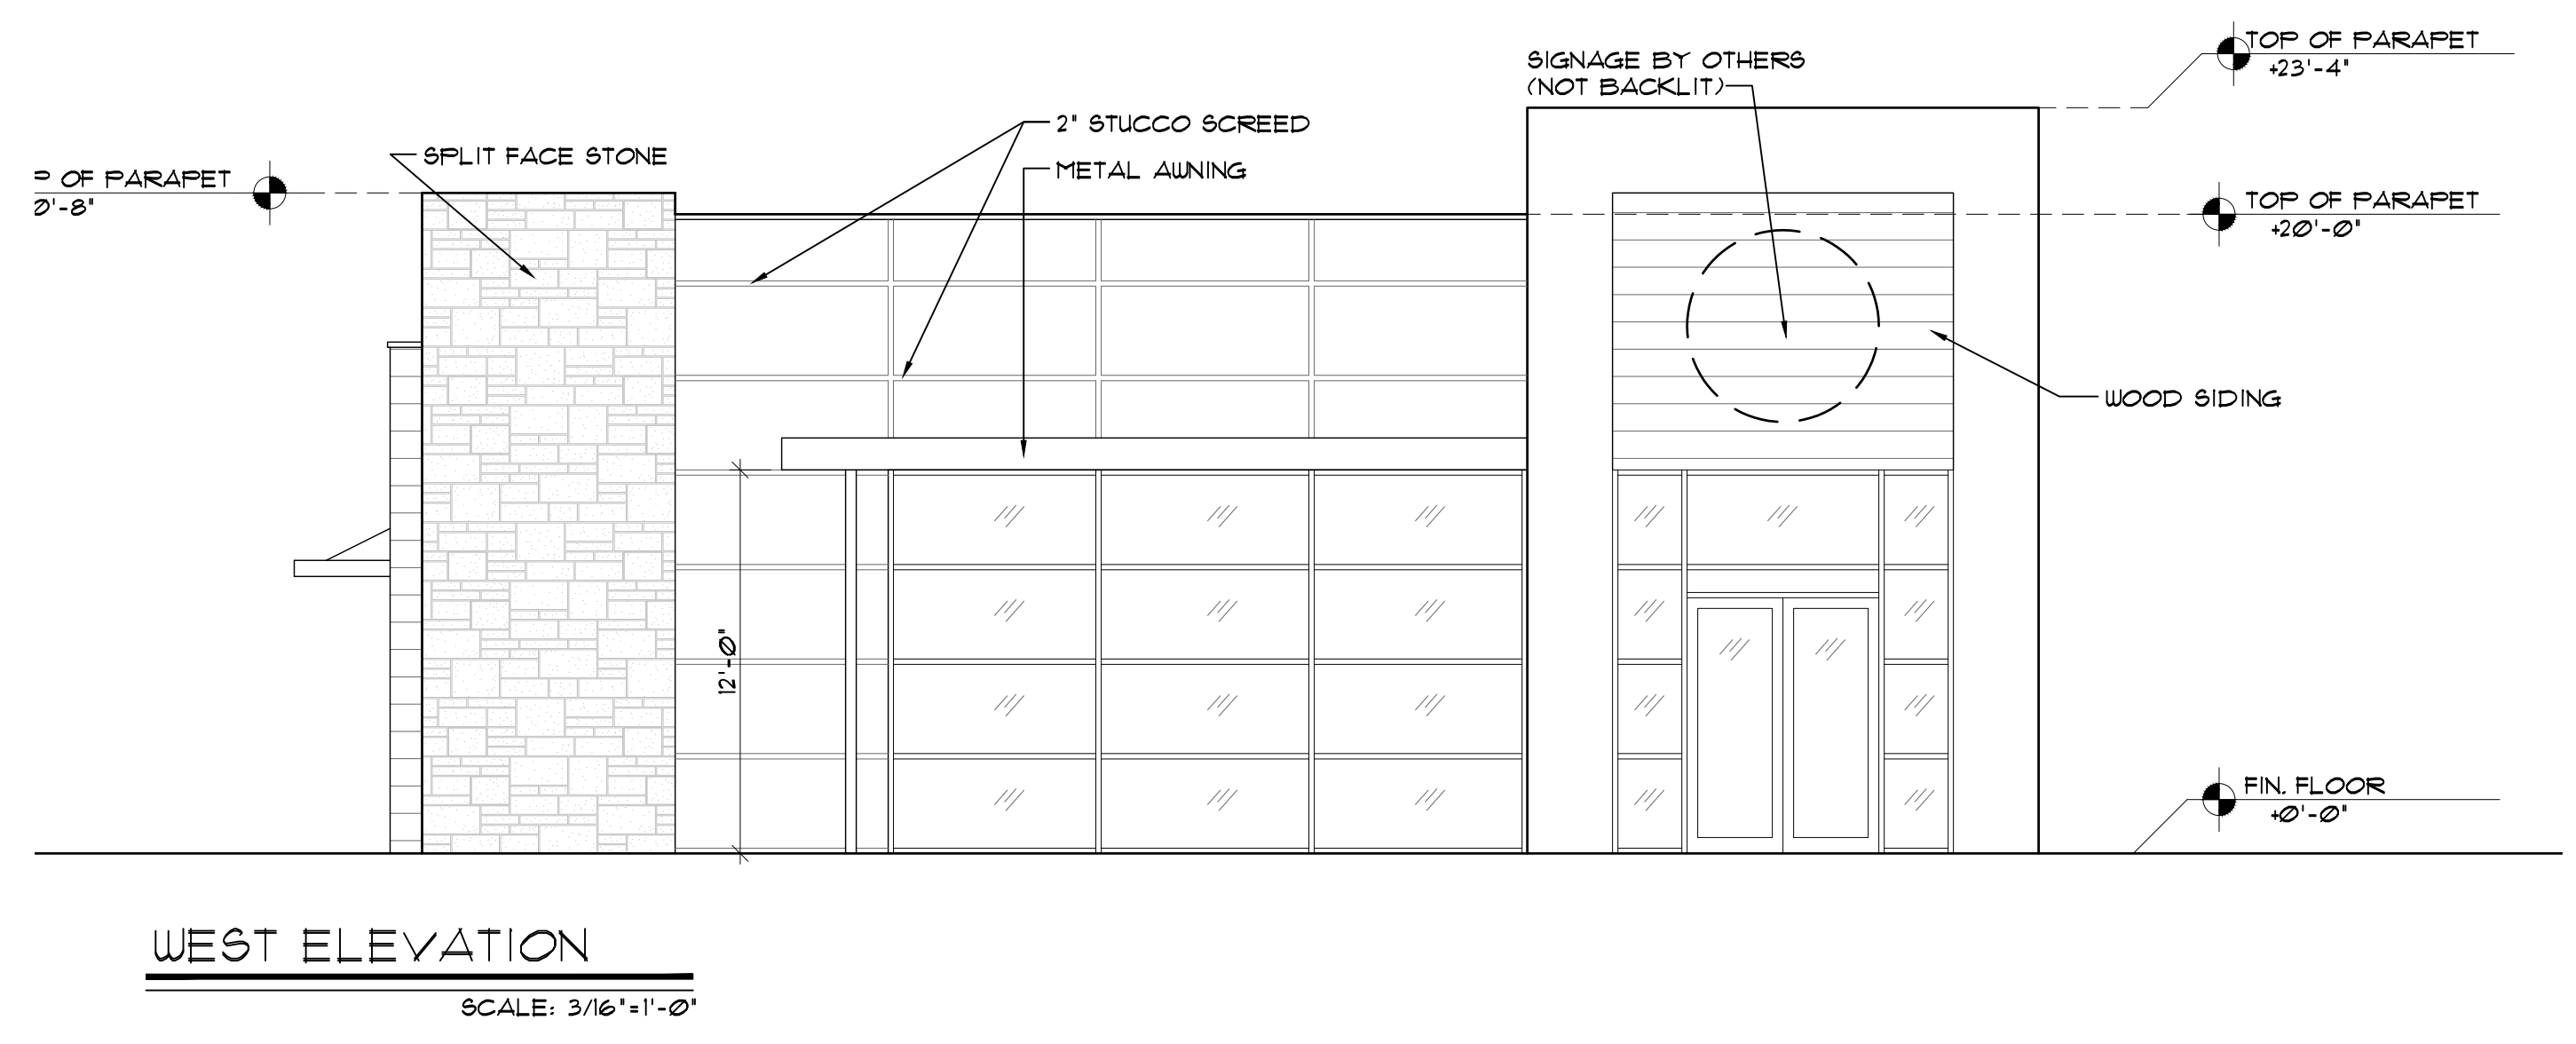 TOP OF PARAPET
+23'-4"
SIGNAGE BY OTHERS
(NOT BACKLIT)
2" STUCCO SCREED
SPLIT FACE STONE
METAL AWNING
OF PARAPET
0'-8"
TOP OF PARAPET
+20'-0"
WOOD SIDING
12'-0"
FIN. FLOOR
+0'-0"
WEST ELEVATION
SCALE: 3/16"=1'-0"